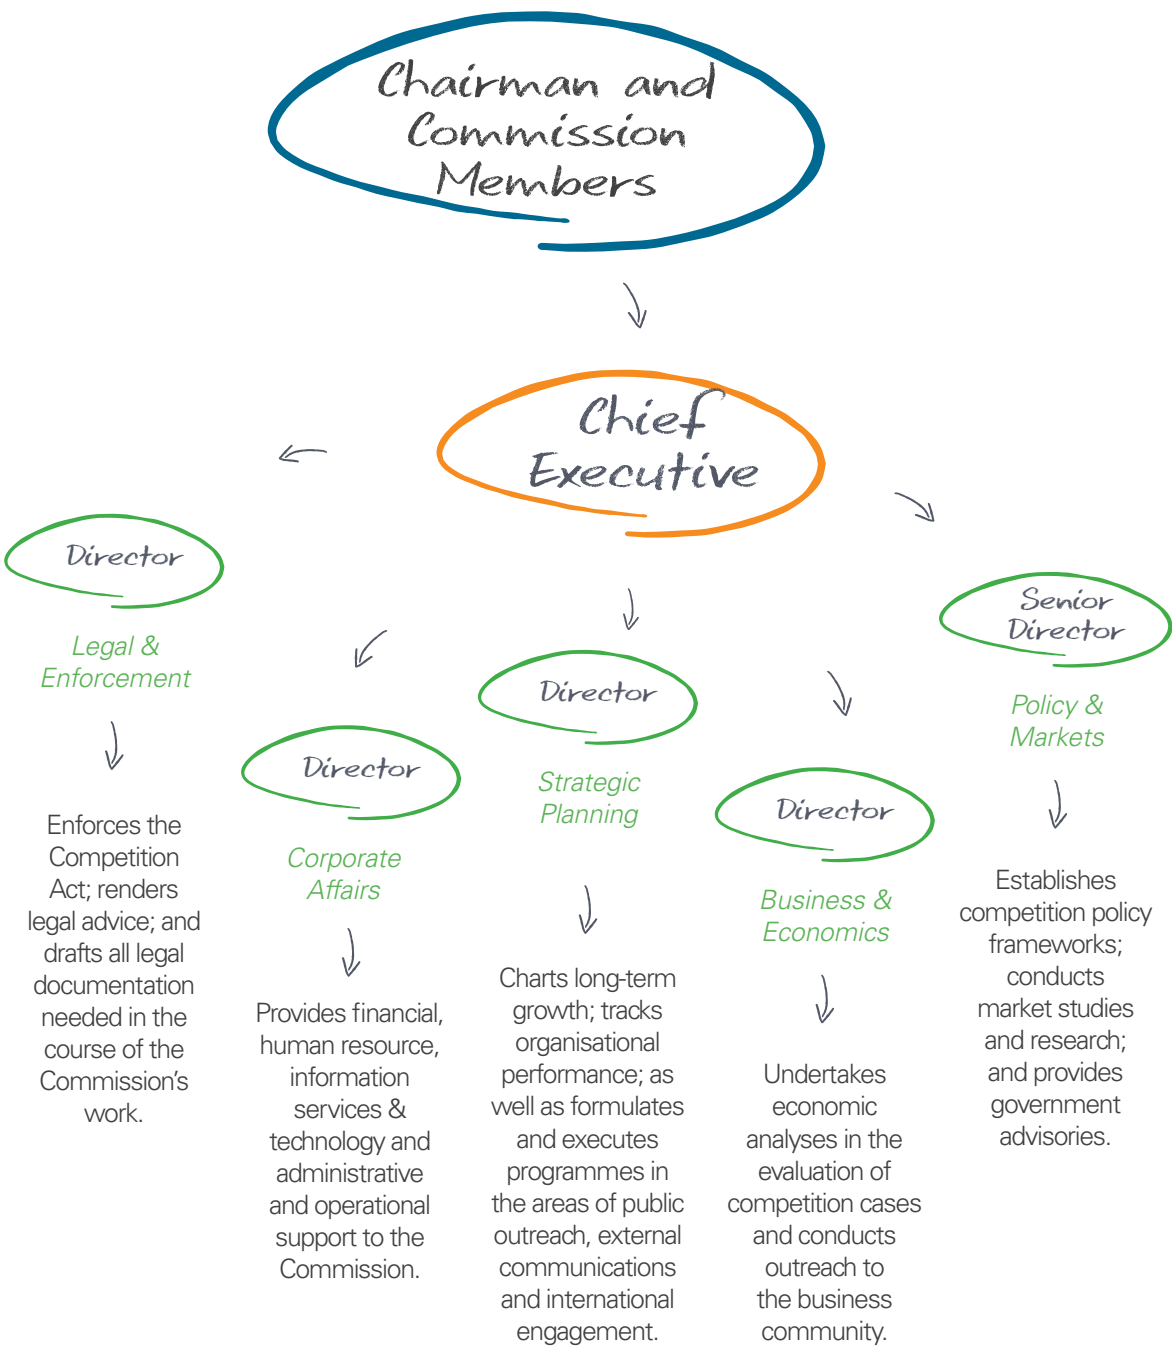 Chairman and
Commission
Members
Chief
Executive
Director
Legal &
Enforcement
Enforces the
Competition
Act; renders
legal advice; and
drafts all legal
documentation
needed in the
course of the
Commission's
work.
Director
Corporate
Affairs
Provides financial,
human resource,
information
services &
technology and
administrative
and operational
support to the
Commission.
Director
Strategic
Planning
Charts long-term
growth; tracks
organisational
performance; as
well as formulates
and executes
programmes in
the areas of public
outreach, external
communications
and international
engagement.
Director
Business &
Economics
Undertakes
economic
analyses in the
evaluation of
competition cases
and conducts
outreach to
the business
community.
Senior
Director
Policy &
Markets
Establishes
competition policy
frameworks;
conducts
market studies
and research;
and provides
government
advisories.